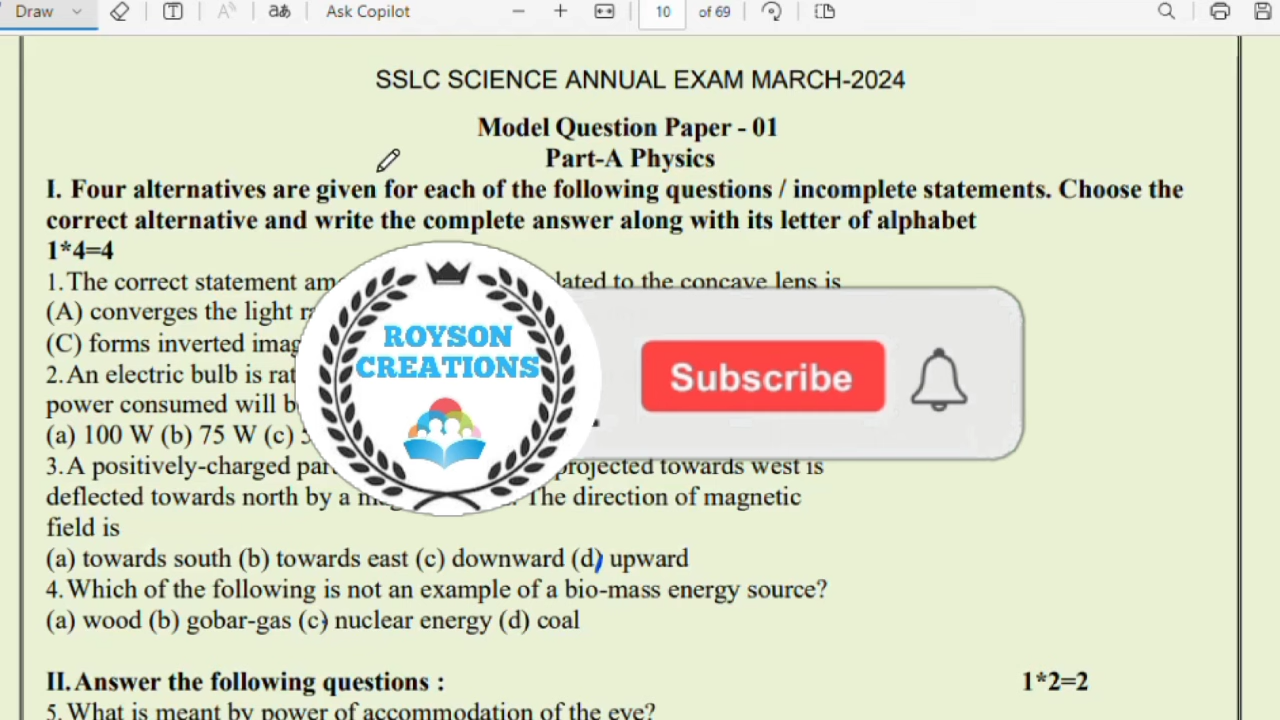 Draw
Ask Copilot
10 of 69
SSLC SCIENCE ANNUAL EXAM MARCH-2024
Model Question Paper - 01
Part-A Physics
I. Four alternatives are given for each of the following questions / incomplete statements. Choose the
correct alternative and write the complete answer along with its letter of alphabet
1*4=4
1.The correct statement to the concave lens is
(A) converges the light
(C) forms inverted
2.An electric bulb is
power consumed will
(a) 100 W (b) 75 W (c)
3.A positively-charged projected towards west is
deflected towards north by a The direction of magnetic
field is
(a) towards south (b) towards east (c) downward (d) upward
4.Which of the following is not an example of a bio-mass energy source?
(a) wood (b) gobar-gas (c) nuclear energy (d) coal
II.Answer the following questions : 1*2=2
5. What is meant by power of accommodation of the eye?
ROYSON
CREATIONS
Subscribe